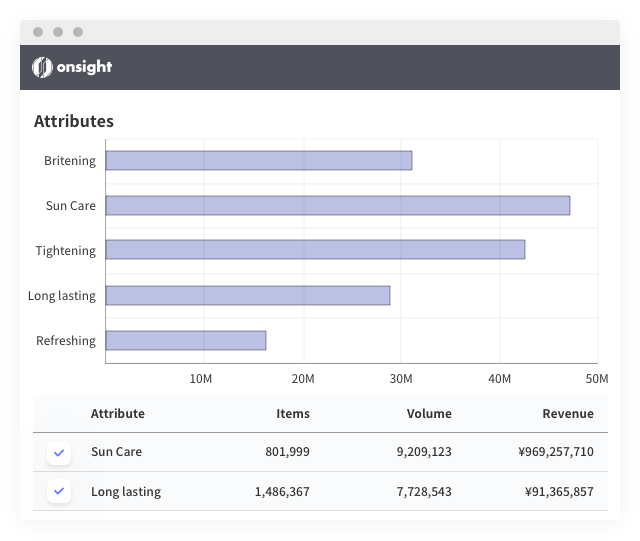 onsight
Attributes
Britening
Sun Care
Tightening
Long lasting
Refreshing
10M 20M 30M 40M 50M
Attribute Items Volume Revenue
Sun Care 801,999 9,209,123 ¥969,257,710
Long lasting 1,486,367 7,728,543 ¥91,365,857